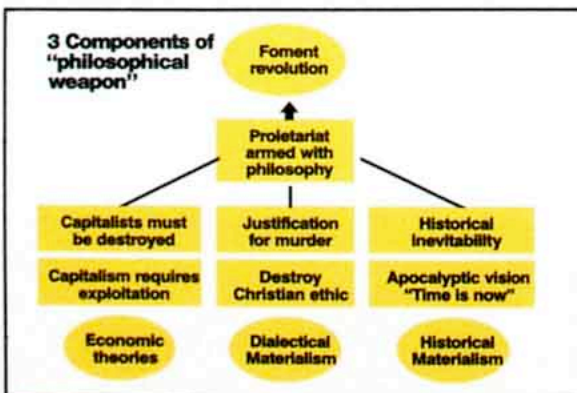 3 Components of
"philosophical
weapon"
Foment
revolution
Proletariat
armed with
philosophy
Capitalists must
be destroyed
Justification
for murder
Historical
inevitability
Capitalism requires
exploitation
Destroy
Christian ethic
Apocalyptic vision
"Time is now"
Economic
theories
Dialectical
Materialism
Historical
Materialism